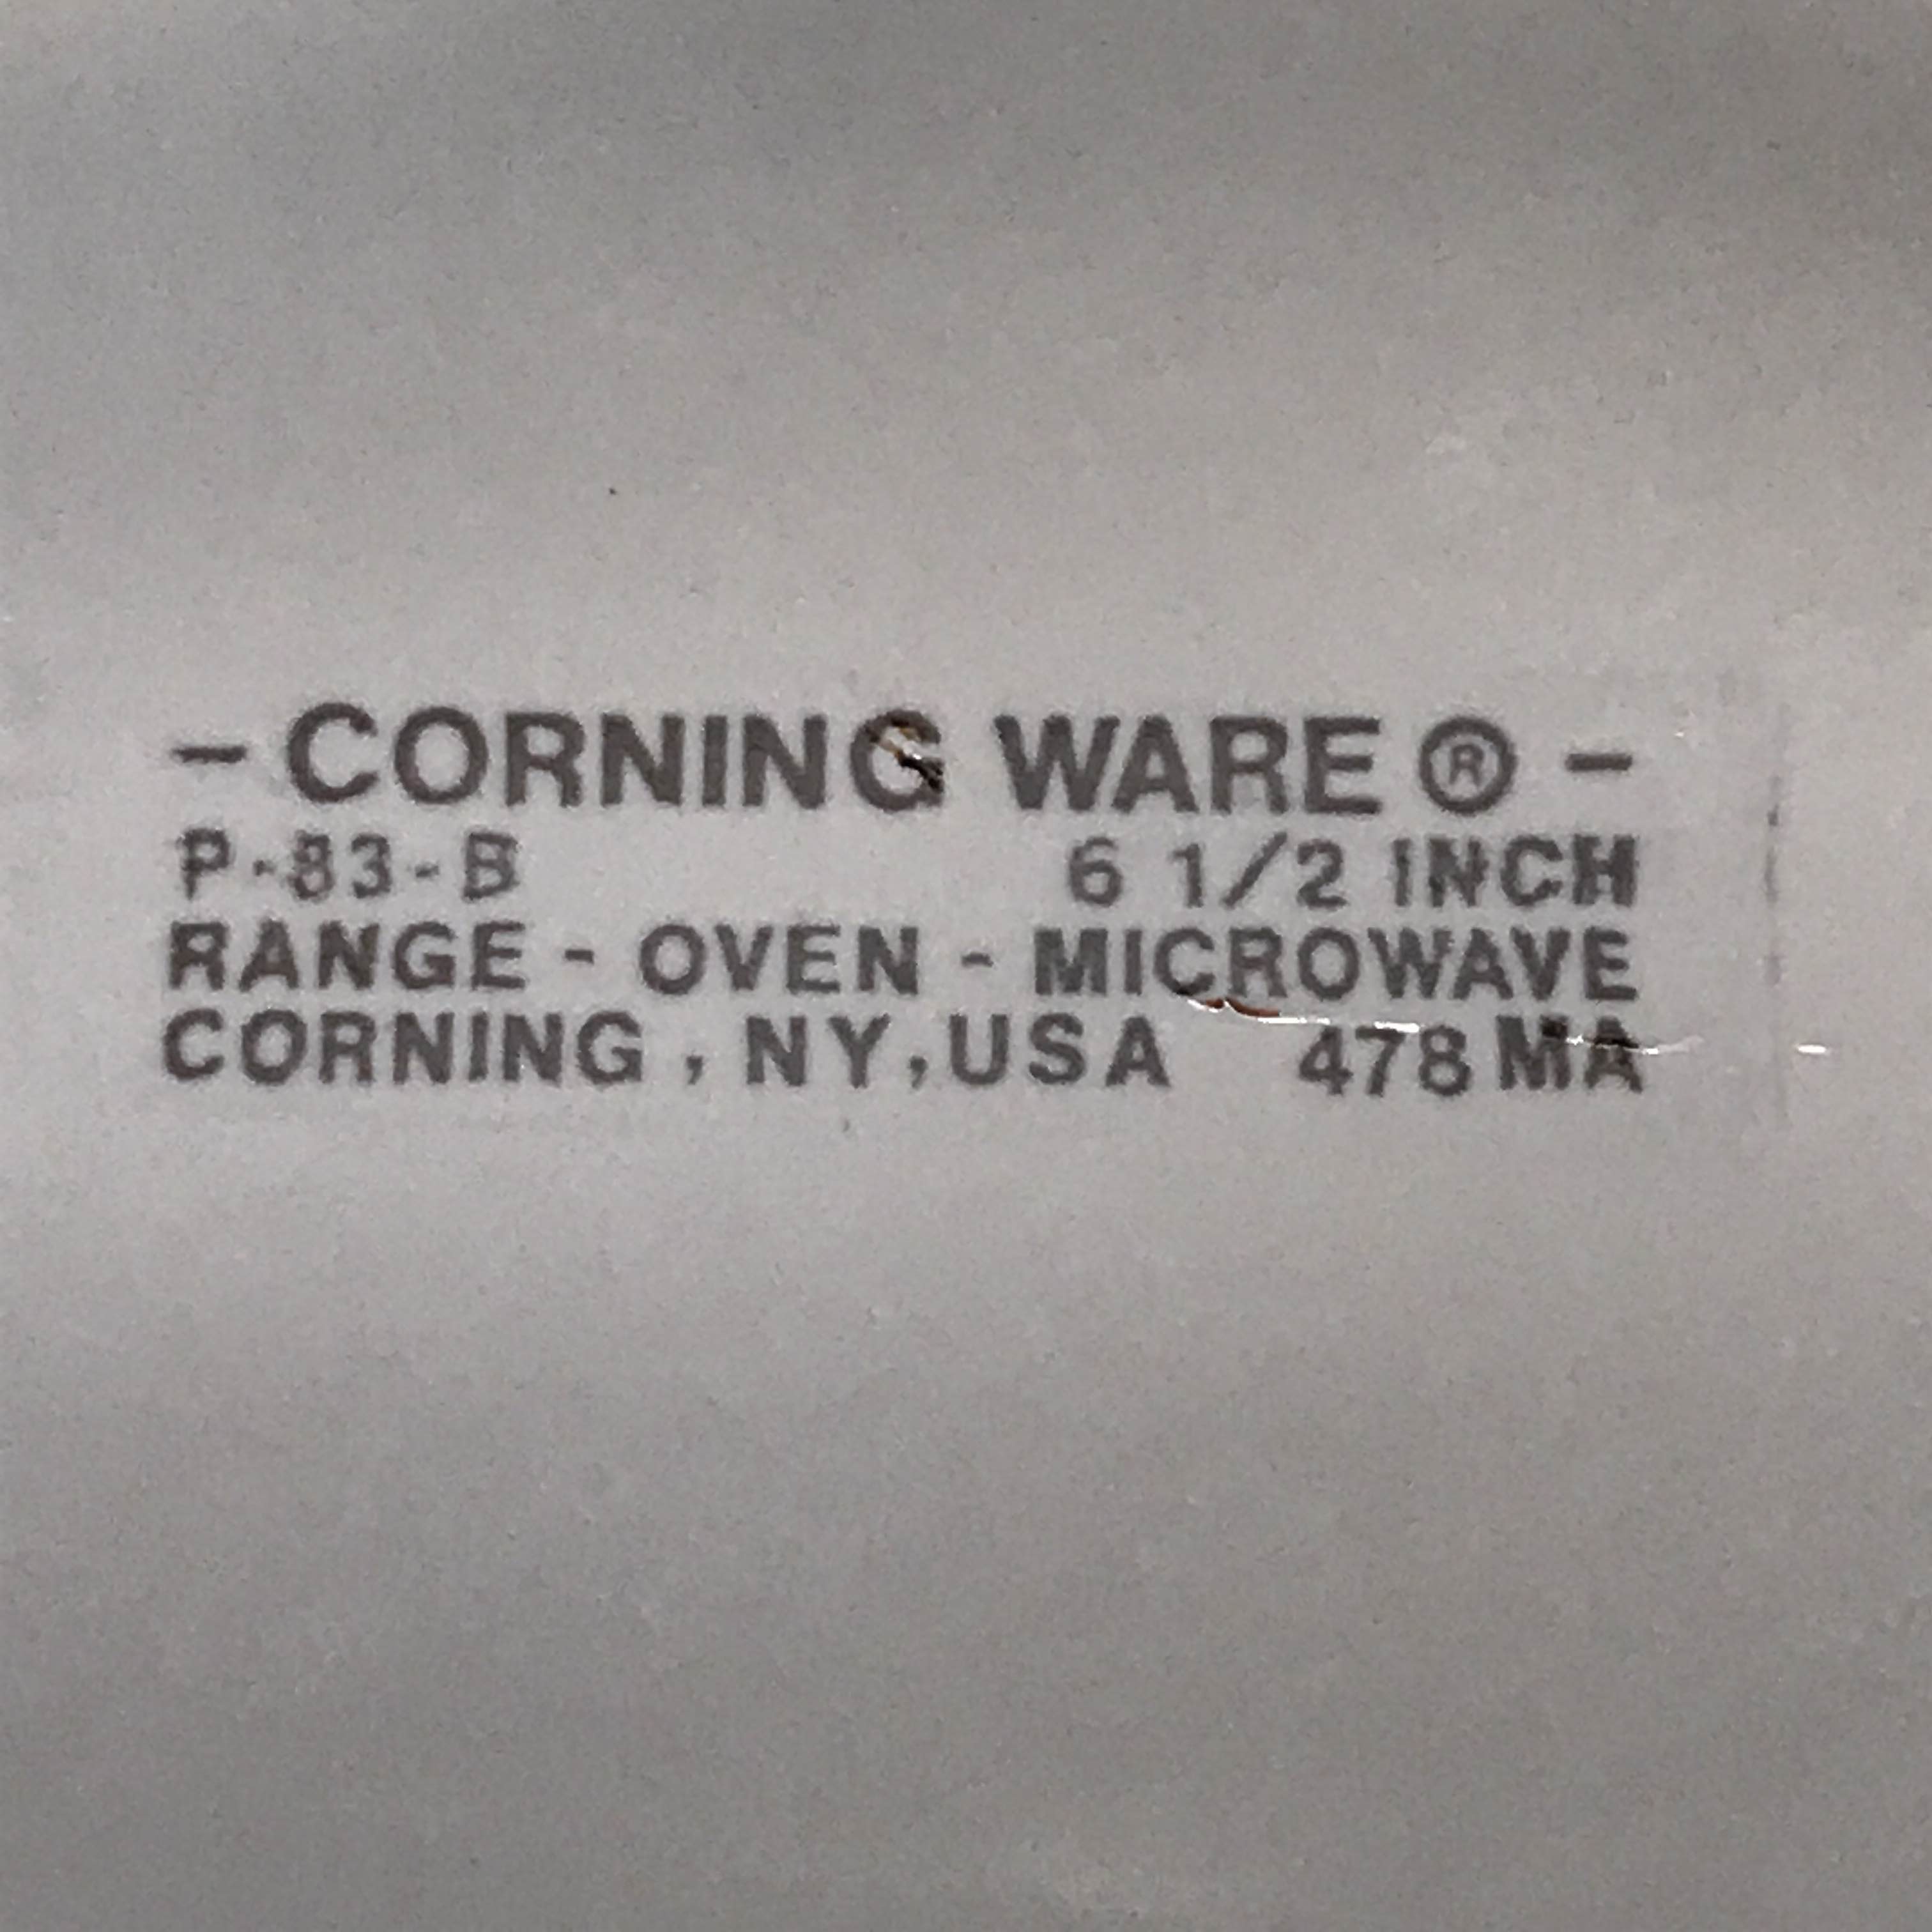 - CORNING WARE ® -
P-83-B 6 1/2 INCH
RANGE - OVEN - MICROWAVE
CORNING , NY, USA 478 MA